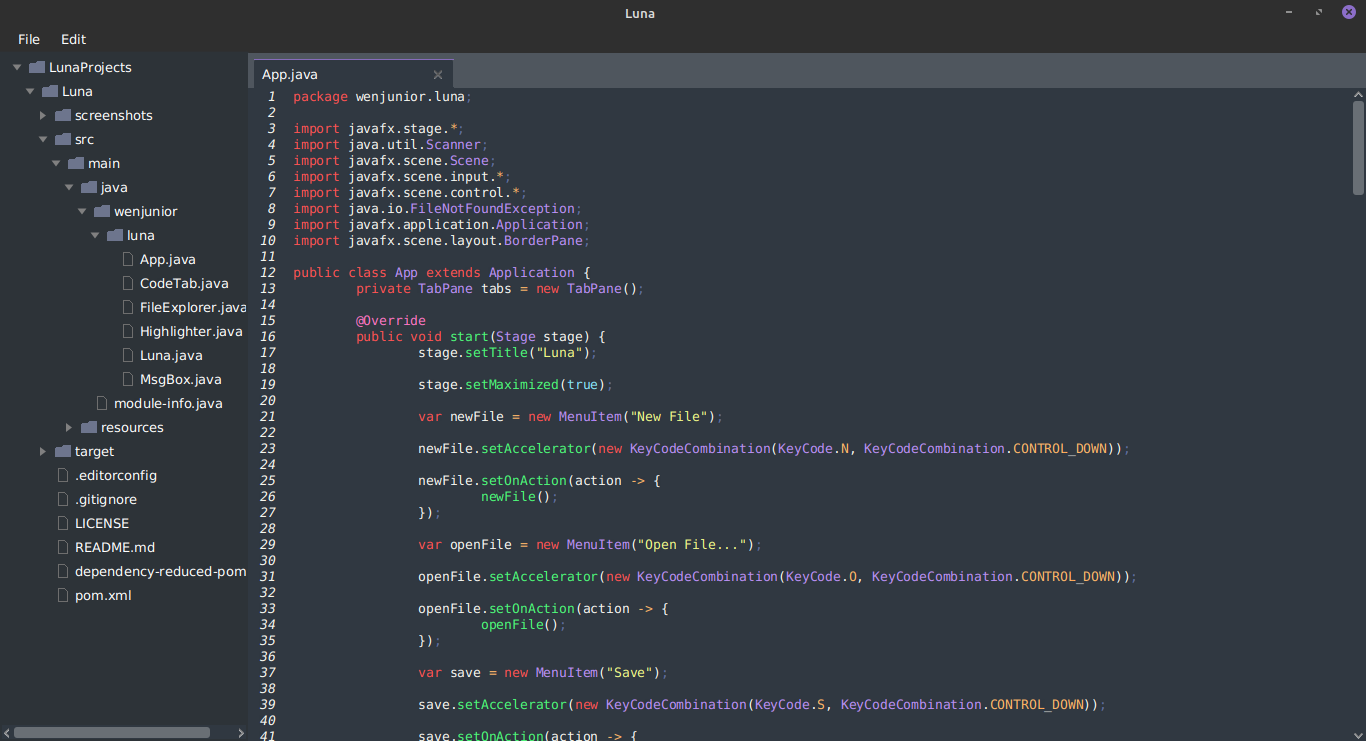 Luna
File Edit
LunaProjects
Luna
screenshots
src
main
java
wenjunior
luna
App.java
CodeTab.java
FileExplorer.java
Highlighter.java
Luna.java
MsgBox.java
module-info.java
resources
target
.editorconfig
.gitignore
LICENSE
README.md
dependency-reduced-pom
pom.xml
App.java
1 package wenjunior.luna;
2
3 import javafx.stage.*;
4 import java.util.Scanner;
5 import javafx.scene.Scene;
6 import javafx.scene.input.*;
7 import javafx.scene.control.*;
8 import java.io.FileNotFoundException;
9 import javafx.application.Application;
10 import javafx.scene.layout.BorderPane;
11
12 public class App extends Application {
13 private TabPane tabs = new TabPane();
14
15 @Override
16 public void start(Stage stage) {
17 stage.setTitle("Luna");
18
19 stage.setMaximized(true);
20
21 var newFile = new MenuItem("New File");
22
23 newFile.setAccelerator(new KeyCodeCombination(KeyCode.N, KeyCodeCombination.CONTROL_DOWN));
24
25 newFile.setOnAction(action -> {
26 newFile();
27 });
28
29 var openFile = new MenuItem("Open File...");
30
31 openFile.setAccelerator(new KeyCodeCombination(KeyCode.O, KeyCodeCombination.CONTROL_DOWN));
32
33 openFile.setOnAction(action -> {
34 openFile();
35 });
36
37 var save = new MenuItem("Save");
38
39 save.setAccelerator(new KeyCodeCombination(KeyCode.S, KeyCodeCombination.CONTROL_DOWN));
40
41 save.setOnAction(action -> {